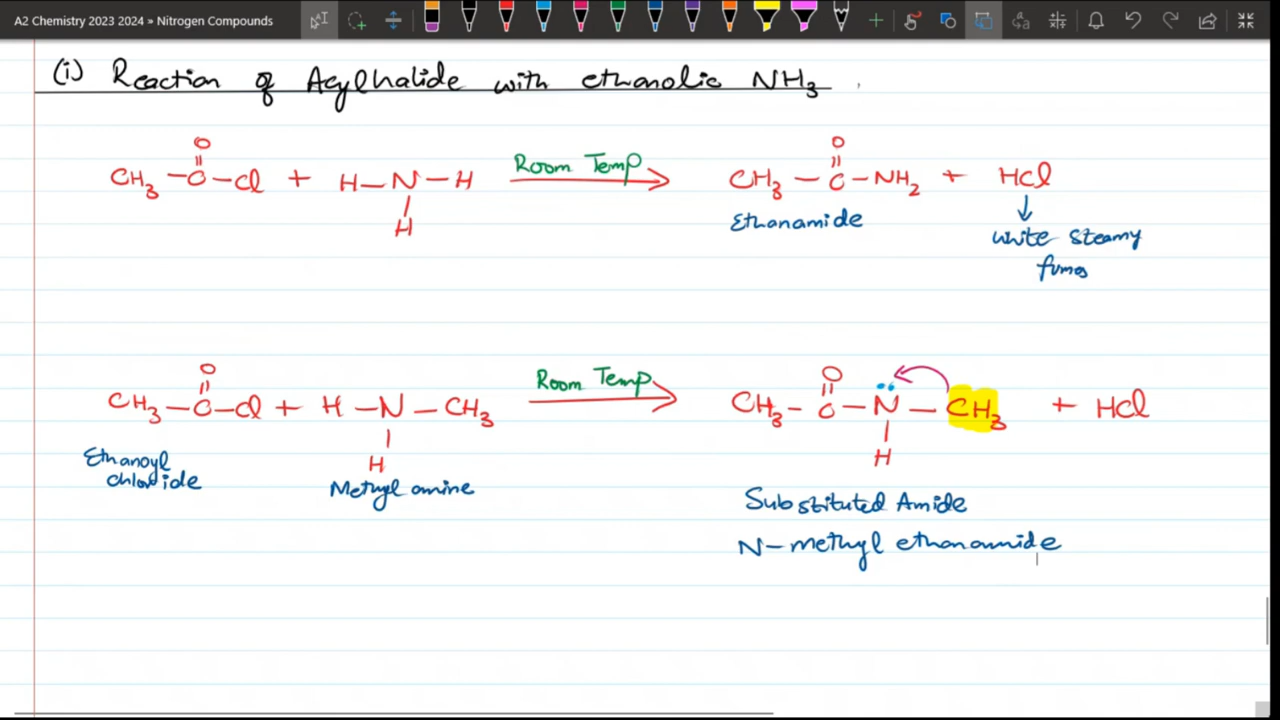 A2 Chemistry 2023 2024 » Nitrogen Compounds
(i) Reaction of Acylhalide with ethanolic NH3
O
CH3 – C – Cl + H – N – H Room Temp CH3 – C – NH2 + HCl
H
O
Ethanamide
white steamy
fumes
O
CH3 – C – Cl + H – N – CH3 Room Temp CH3 – C – N – CH3 + HCl
H
O
H
Ethanoyl
chloride
Methyl amine
Substituted Amide
N – methyl ethanamide